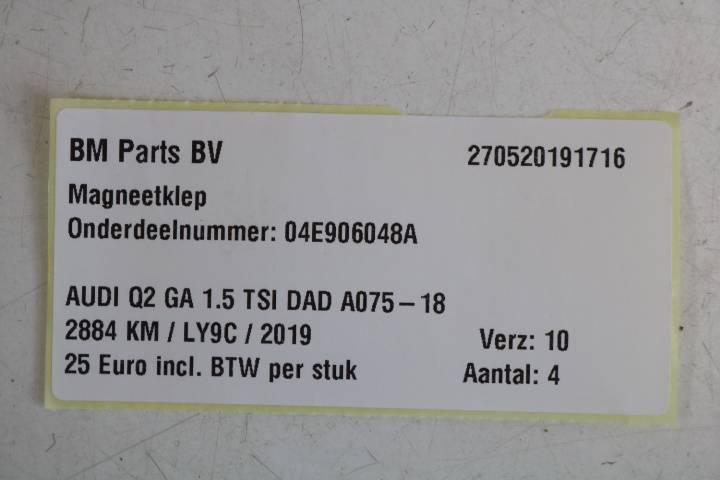 BM Parts BV 270520191716
Magneetklep
Onderdeelnummer: 04E906048A
AUDI Q2 GA 1.5 TSI DAD A075-18
2884 KM / LY9C / 2019 Verz: 10
25 Euro incl. BTW per stuk Aantal: 4